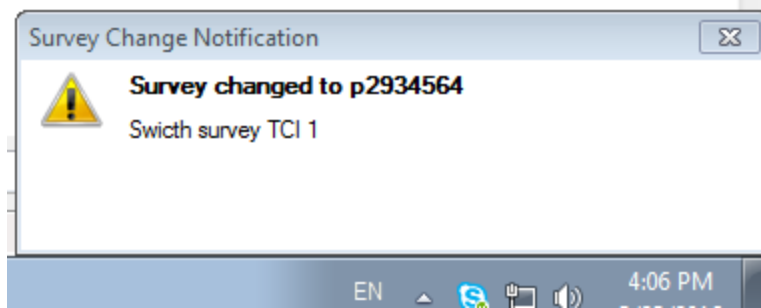 Survey Change Notification
Survey changed to p2934564
Swicth survey TCI 1
EN
4:06 PM